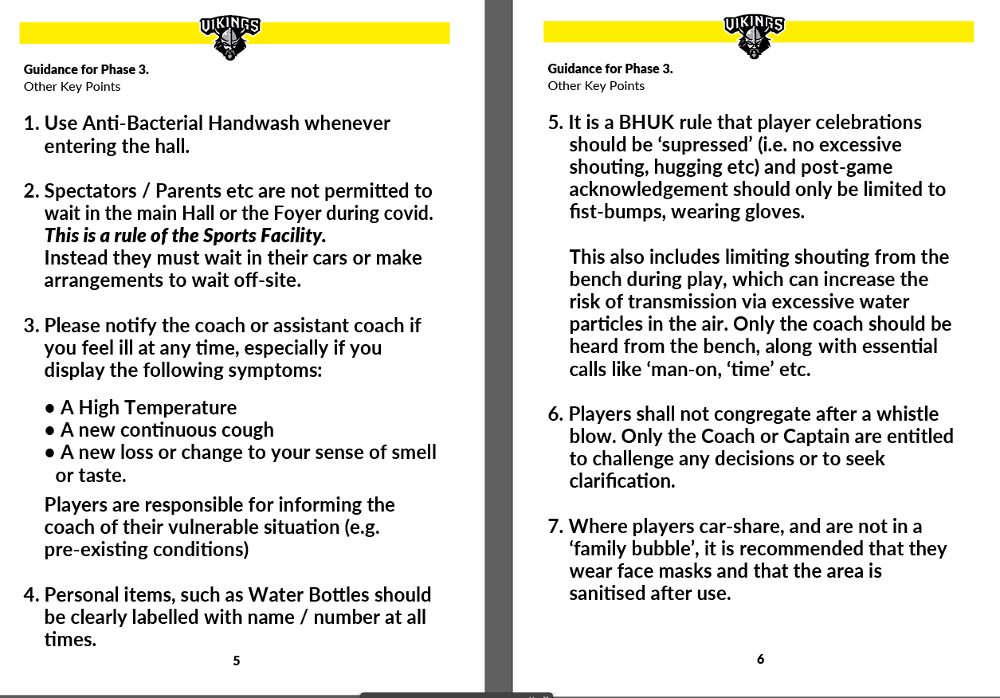 VIKINGS
Guidance for Phase 3.
Other Key Points
1. Use Anti-Bacterial Handwash whenever
entering the hall.
2. Spectators / Parents etc are not permitted to
wait in the main Hall or the Foyer during covid.
This is a rule of the Sports Facility.
Instead they must wait in their cars or make
arrangements to wait off-site.
3. Please notify the coach or assistant coach if
you feel ill at any time, especially if you
display the following symptoms:
• A High Temperature
• A new continuous cough
• A new loss or change to your sense of smell
or taste.
Players are responsible for informing the
coach of their vulnerable situation (e.g.
pre-existing conditions)
4. Personal items, such as Water Bottles should
be clearly labelled with name / number at all
times.
5
VIKINGS
Guidance for Phase 3.
Other Key Points
5. It is a BHUK rule that player celebrations
should be ‘supressed’ (i.e. no excessive
shouting, hugging etc) and post-game
acknowledgement should only be limited to
fist-bumps, wearing gloves.
This also includes limiting shouting from the
bench during play, which can increase the
risk of transmission via excessive water
particles in the air. Only the coach should be
heard from the bench, along with essential
calls like ‘man-on, ‘time’ etc.
6. Players shall not congregate after a whistle
blow. Only the Coach or Captain are entitled
to challenge any decisions or to seek
clarification.
7. Where players car-share, and are not in a
‘family bubble’, it is recommended that they
wear face masks and that the area is
sanitised after use.
6